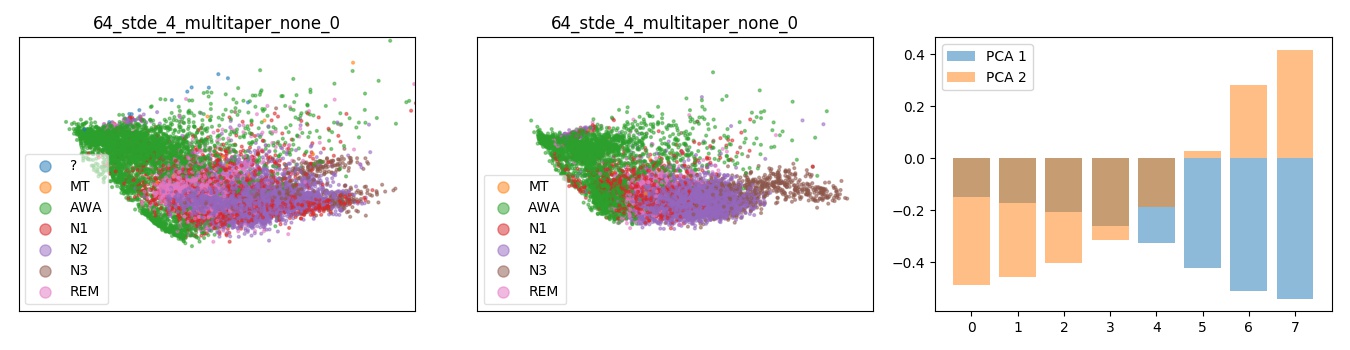 64_stde_4_multitaper_none_0
?
MT
AWA
N1
N2
N3
REM
64_stde_4_multitaper_none_0
MT
AWA
N1
N2
N3
REM
PCA 1
PCA 2
0.4
0.2
0.0
−0.2
−0.4
0 1 2 3 4 5 6 7